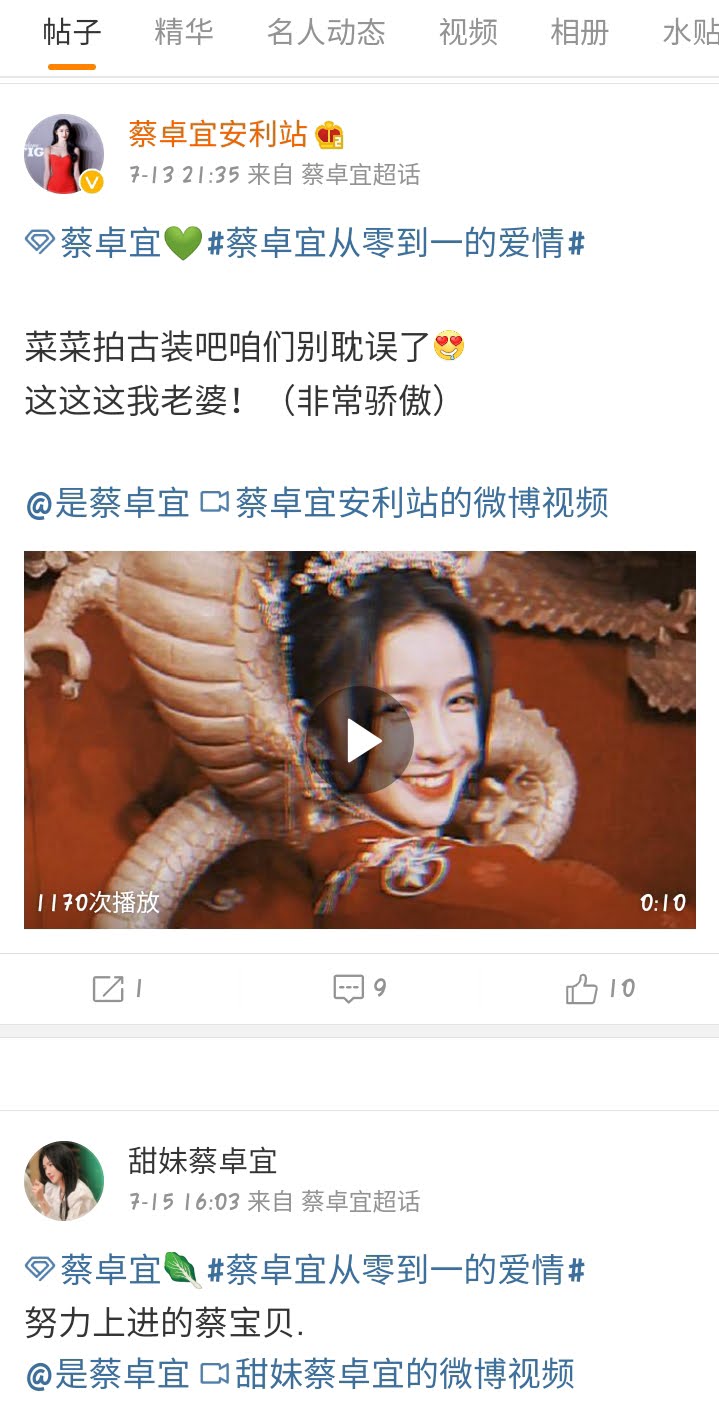 帖子 精华 名人动态 视频 相册 水贴
蔡卓宜安利站
7-13 21:35 来自 蔡卓宜超话
蔡卓宜💚#蔡卓宜从零到一的爱情#
菜菜拍古装吧咱们别耽误了😍
这这这我老婆！（非常骄傲）
@是蔡卓宜 蔡卓宜安利站的微博视频
1170次播放 0:10
1 9 10
甜妹蔡卓宜
7-15 16:03 来自 蔡卓宜超话
蔡卓宜🥬#蔡卓宜从零到一的爱情#
努力上进的蔡宝贝.
@是蔡卓宜 甜妹蔡卓宜的微博视频